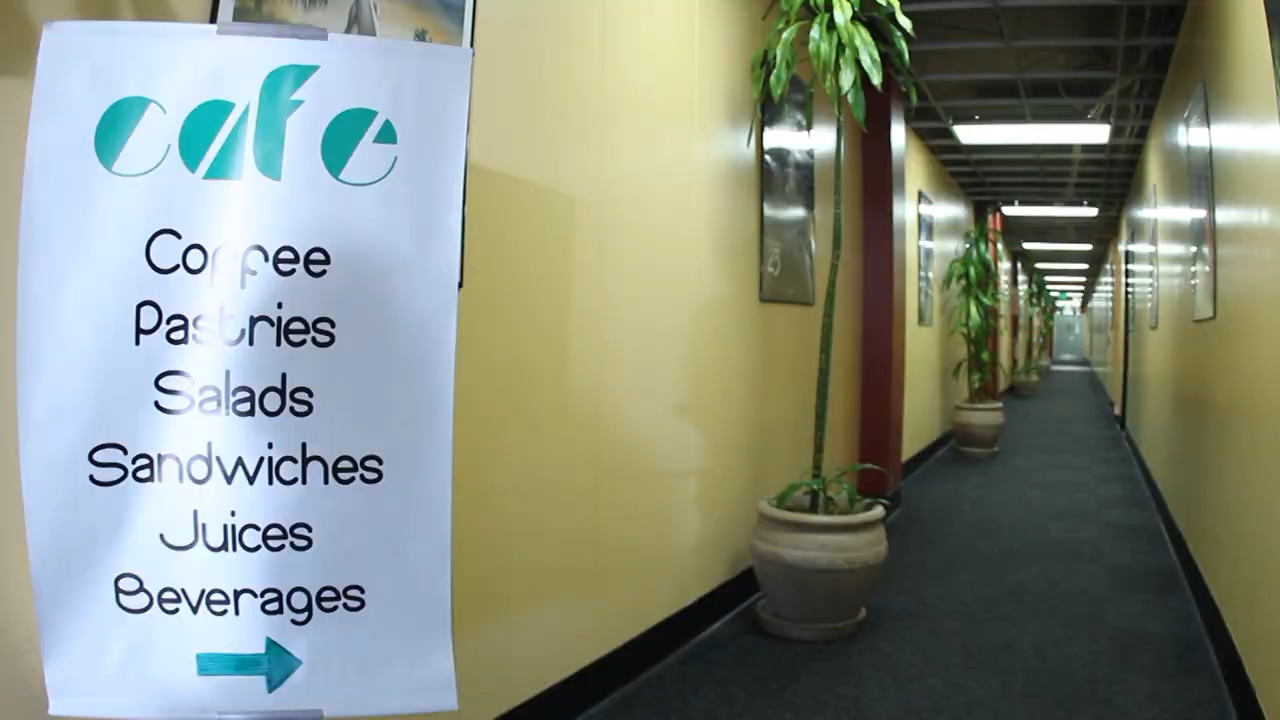 cafe
Coffee
Pastries
Salads
Sandwiches
Juices
Beverages